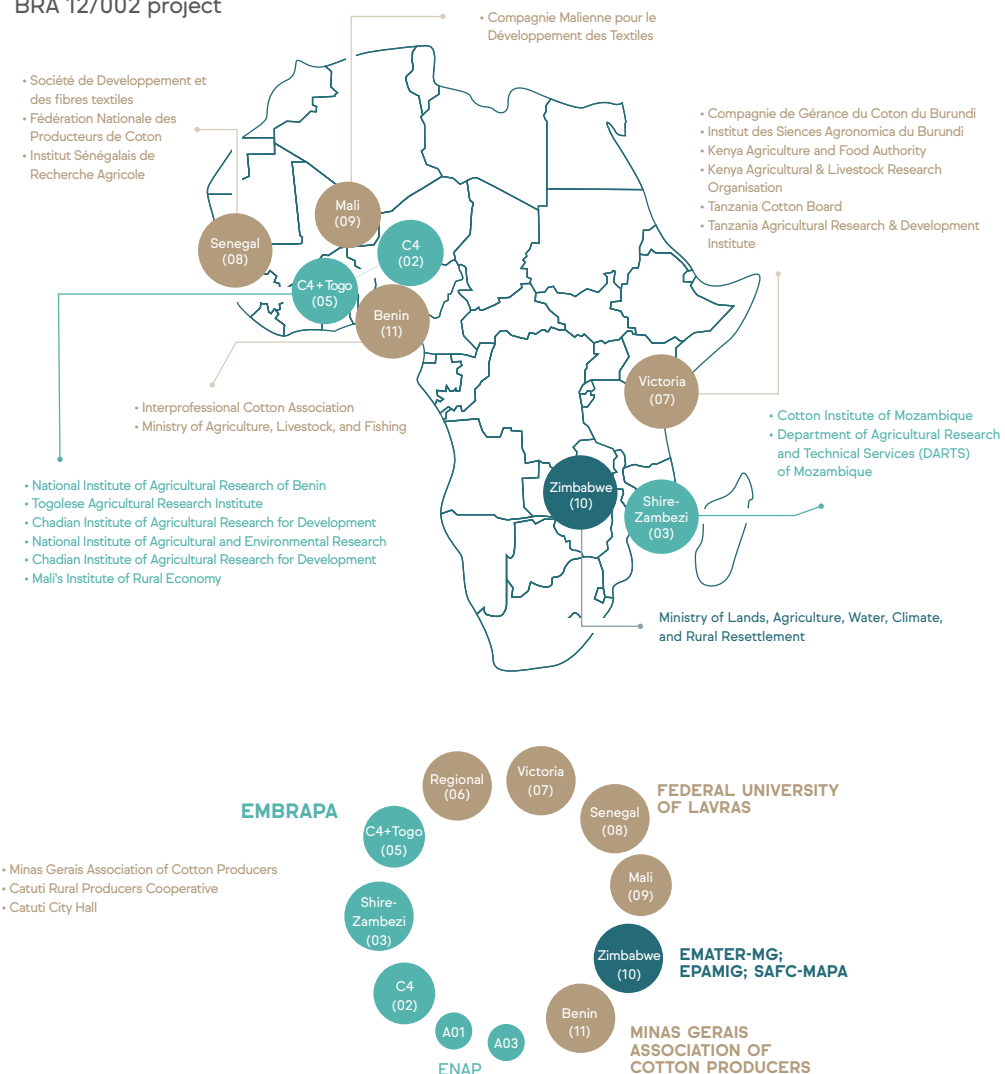 BRA 12/002 project
• Compagnie Malienne pour le
Développement des Textiles
• Société de Developpement et
des fibres textiles
• Fédération Nationale des
Producteurs de Coton
• Institut Sénégalais de
Recherche Agricole
• Compagnie de Gérance du Coton du Burundi
• Institut des Siences Agronomica du Burundi
• Kenya Agriculture and Food Authority
• Kenya Agricultural & Livestock Research
Organisation
• Tanzania Cotton Board
• Tanzania Agricultural Research & Development
Institute
Mali
(09)
Senegal
(08)
C4
(02)
C4+Togo
(05)
Benin
(11)
Victoria
(07)
• Interprofessional Cotton Association
• Ministry of Agriculture, Livestock, and Fishing
• Cotton Institute of Mozambique
• Department of Agricultural Research
and Technical Services (DARTS)
of Mozambique
• National Institute of Agricultural Research of Benin
• Togolese Agricultural Research Institute
• Chadian Institute of Agricultural Research for Development
• National Institute of Agricultural and Environmental Research
• Chadian Institute of Agricultural Research for Development
• Mali's Institute of Rural Economy
Zimbabwe
(10)
Shire-
Zambezi
(03)
Ministry of Lands, Agriculture, Water, Climate,
and Rural Resettlement
Regional
(06)
Victoria
(07)
Senegal
(08)
FEDERAL UNIVERSITY
OF LAVRAS
EMBRAPA
C4+Togo
(05)
Mali
(09)
• Minas Gerais Association of Cotton Producers
• Catuti Rural Producers Cooperative
• Catuti City Hall
Shire-
Zambezi
(03)
Zimbabwe
(10)
EMATER-MG;
EPAMIG; SAFC-MAPA
C4
(02)
Benin
(11)
A01
A03
ENAP
MINAS GERAIS
ASSOCIATION OF
COTTON PRODUCERS